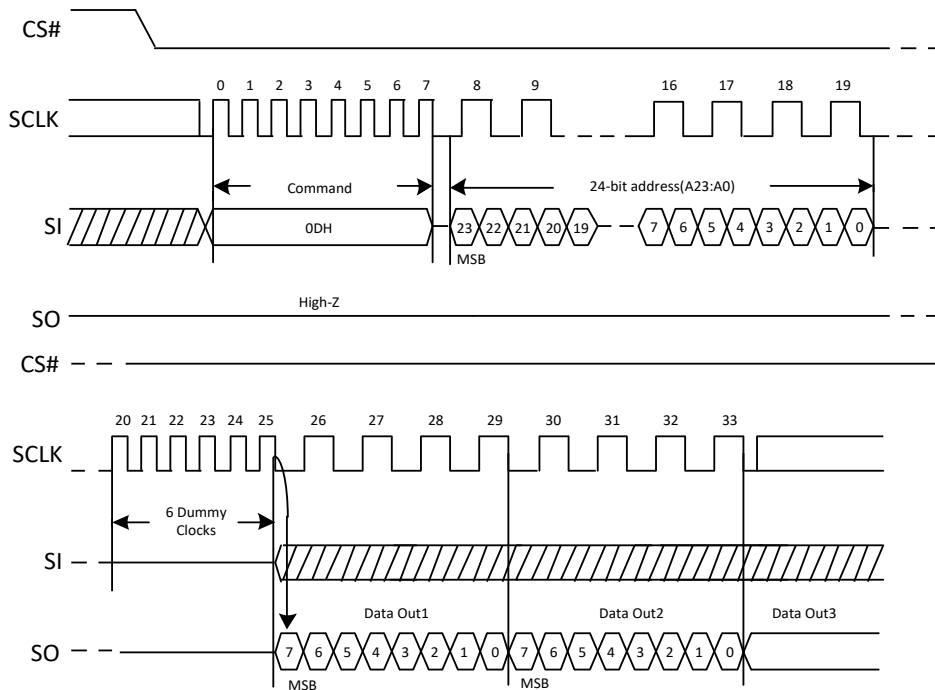 CS#
0 1 2 3 4 5 6 7 8 9 16 17 18 19
SCLK
Command 24-bit address(A23:A0)
SI 0DH 23 22 21 20 19 7 6 5 4 3 2 1 0
MSB
High-Z
SO
CS#
20 21 22 23 24 25 26 27 28 29 30 31 32 33
SCLK
6 Dummy
Clocks
SI
Data Out1 Data Out2 Data Out3
SO 7 6 5 4 3 2 1 0 7 6 5 4 3 2 1 0
MSB MSB